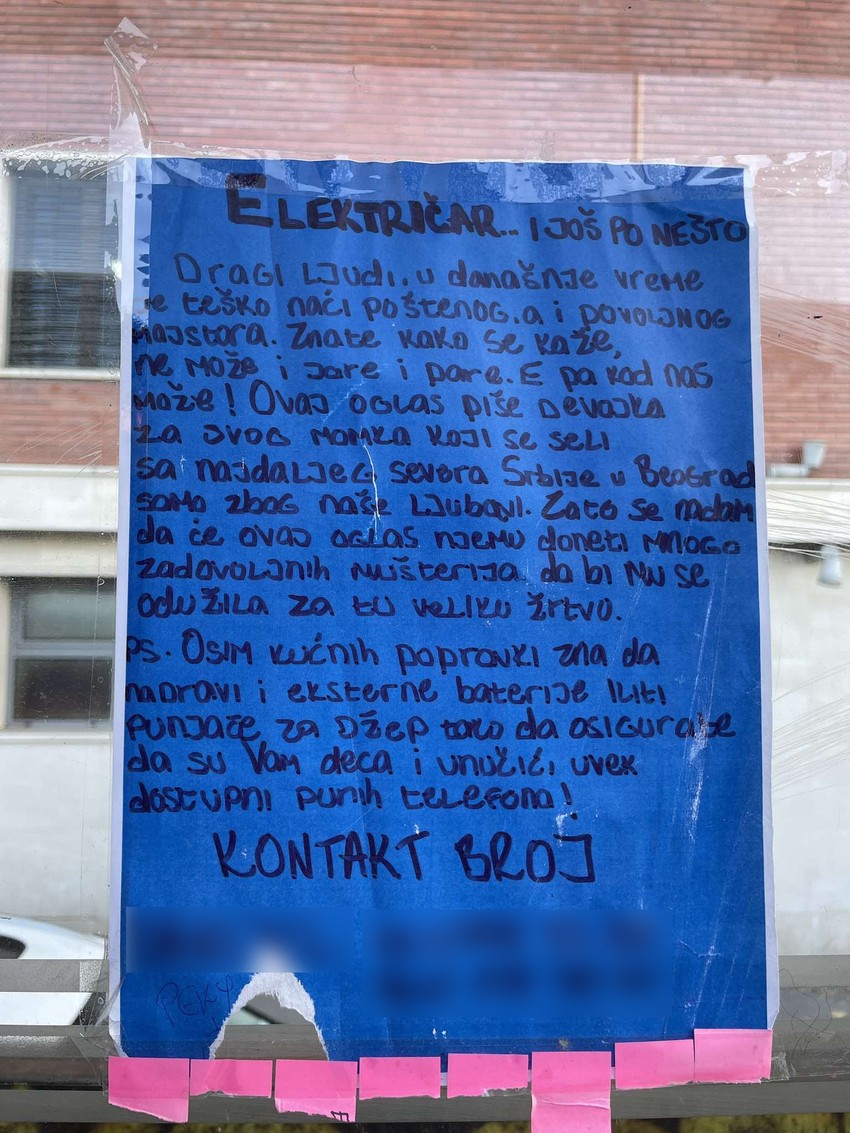 ELEKTRIČAR... I JOŠ PO NEŠTO
Dragi ljudi, u današnje vreme
je teško naći poštenog, a i povoljnog
majstora. Znate kako se kaže,
ne može i jare i pare. E pa kod nas
može! Ovaj oglas piše devojka
za svog momka koji se seli
sa najdaljeg severa Srbije u Beograd
samo zbog naše ljubavi. Zato se nadam
da će ovaj oglas njemu doneti mnogo
zadovoljnih mušterija da bi mu se
odužila za tu veliku žrtvo.
PS. Osim kućnih popravki zna da
napravi i eksterne baterije iliti
punjače za džep tako da osigurate
da su Vam deca i unučići uvek
dostupni punih telefona!
KONTAKT BROJ